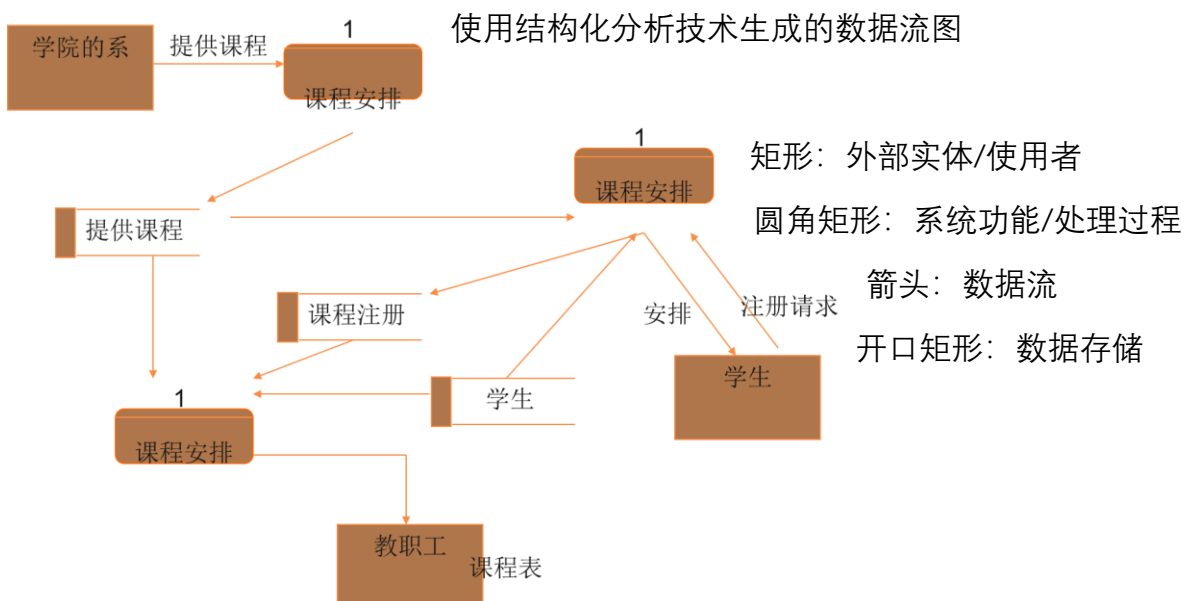 使用结构化分析技术生成的数据流图
1
学院的系
提供课程
课程安排
1
矩形：外部实体/使用者
课程安排
圆角矩形：系统功能/处理过程
提供课程
箭头：数据流
课程注册
安排
注册请求
开口矩形：数据存储
学生
1
学生
课程安排
教职工
课程表